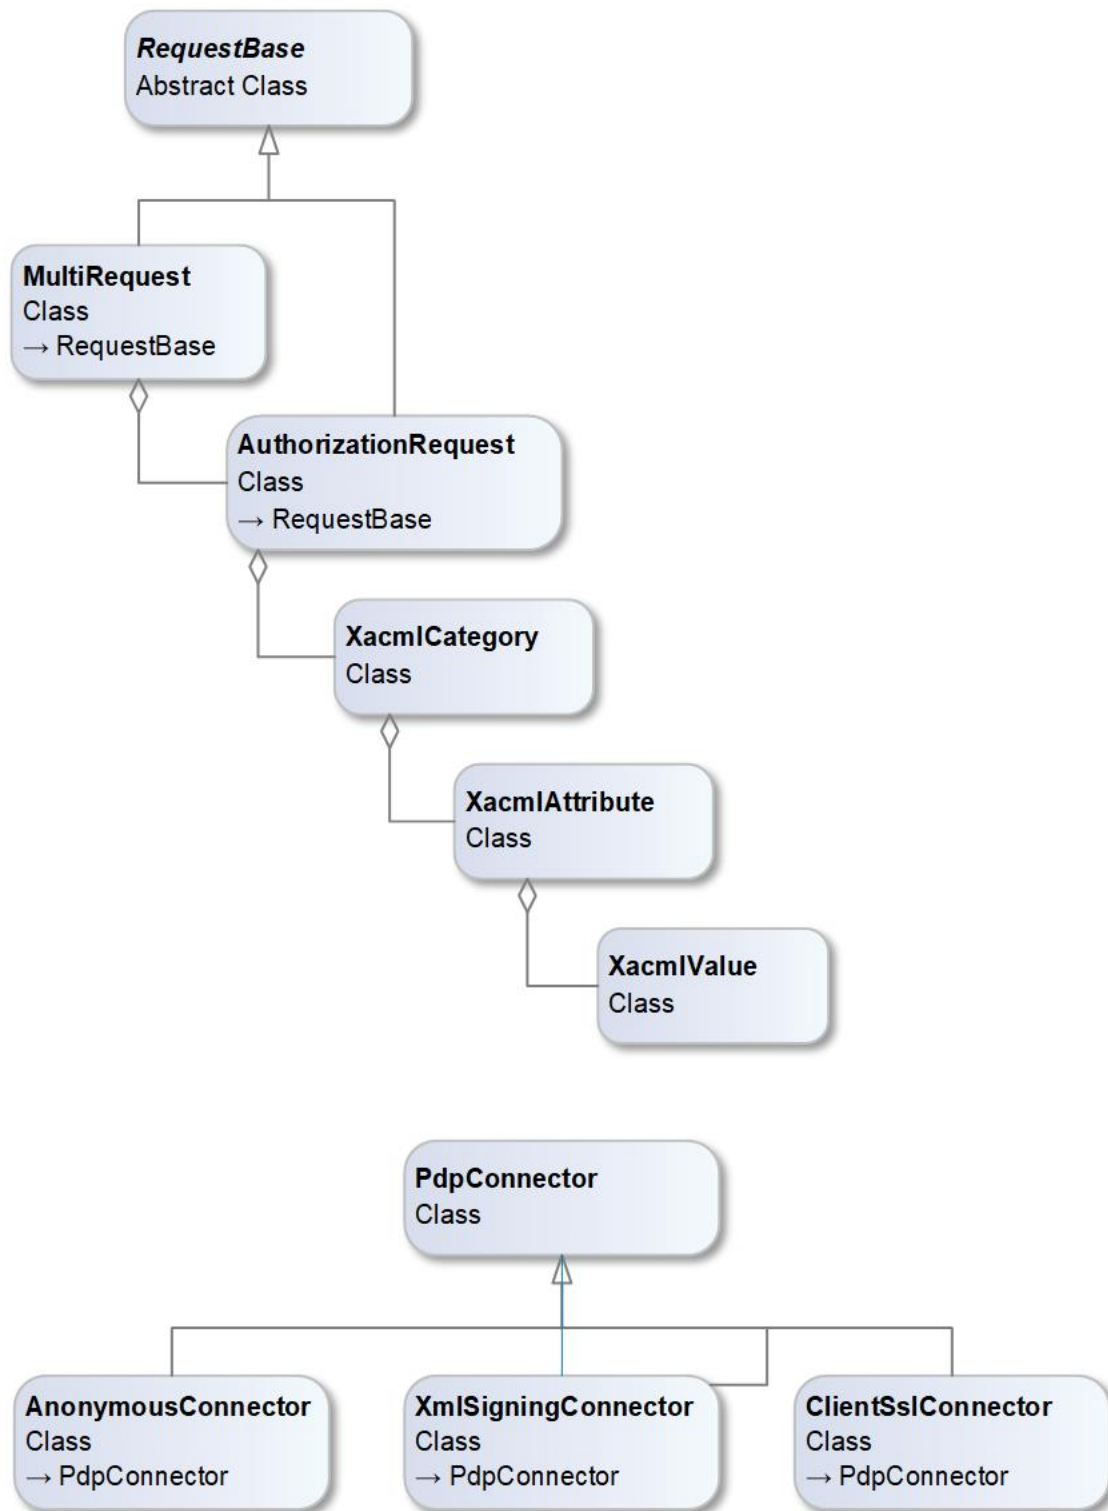 RequestBase
Abstract Class
MultiRequest
Class
→ RequestBase
AuthorizationRequest
Class
→ RequestBase
XacmlCategory
Class
XacmlAttribute
Class
XacmlValue
Class
PdpConnector
Class
AnonymousConnector
Class
→ PdpConnector
XmlSigningConnector
Class
→ PdpConnector
ClientSslConnector
Class
→ PdpConnector